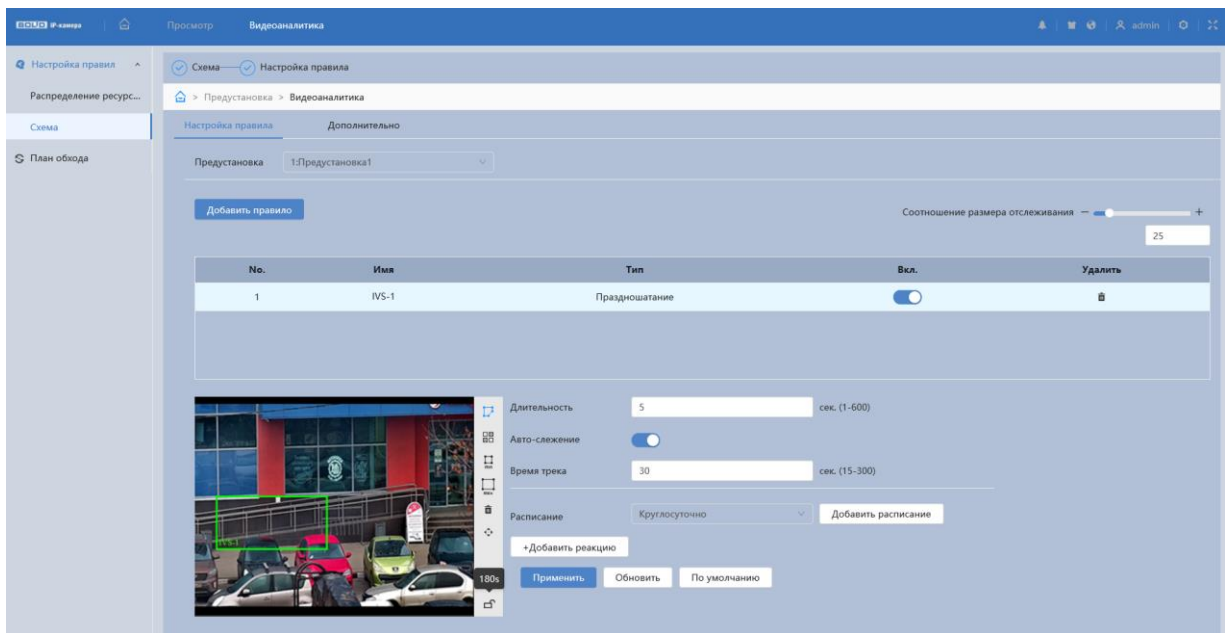 BOLID IP-камера
Просмотр
Видеоаналитика
admin
Настройка правил
Распределение ресурс...
Схема
План обхода
Схема
Настройка правила
> Предустановка > Видеоаналитика
Настройка правила
Дополнительно
Предустановка
1:Предустановка1
Добавить правило
Соотношение размера отслеживания
25
No. Имя Тип Вкл. Удалить
1 IVS-1 Праздношатание
Длительность 5 сек. (1-600)
Авто-слежение
Время трека 30 сек. (15-300)
Расписание Круглосуточно Добавить расписание
+Добавить реакцию
IVS-1
180s
Применить Обновить По умолчанию